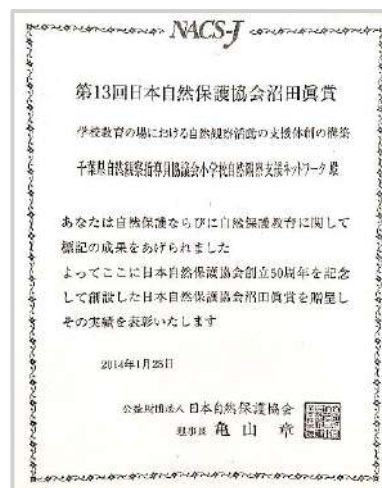 NACS-J
第13回日本自然保護協会沼田眞賞
学校教育の場における自然観察活動の支援体制の構築
千葉県自然観察指導員協議会小学校自然観察支援ネットワーク 殿
あなたは自然保護ならびに自然保護教育に関して
標記の成果をあげられました
よってここに日本自然保護協会創立50周年を記念
して創設した日本自然保護協会沼田眞賞を贈呈し
その実績を表彰いたします
2014年1月25日
公益財団法人 日本自然保護協会
理事長 亀山 章